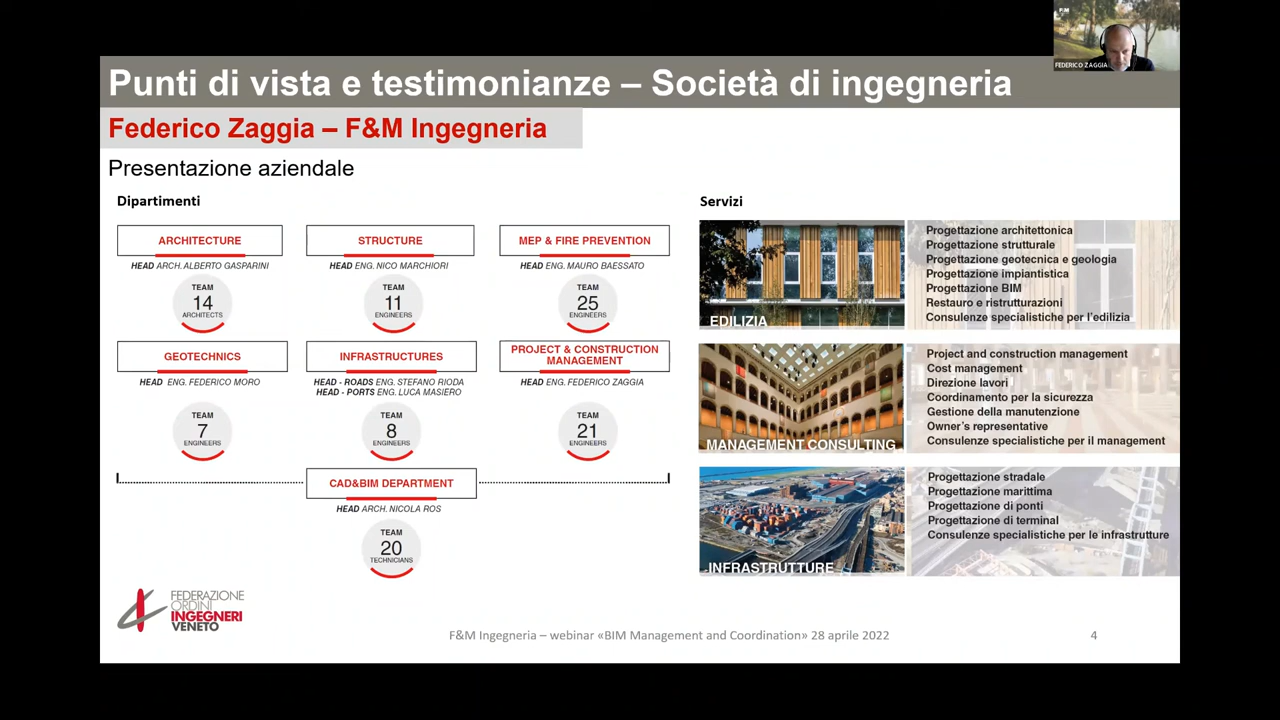 F&M
FEDERICO ZAGGIA
Punti di vista e testimonianze – Società di ingegneria
Federico Zaggia – F&M Ingegneria
Presentazione aziendale
Dipartimenti
ARCHITECTURE
HEAD ARCH. ALBERTO GASPARINI
TEAM
14
ARCHITECTS
STRUCTURE
HEAD ENG. NICO MARCHIORI
TEAM
11
ENGINEERS
MEP & FIRE PREVENTION
HEAD ENG. MAURO BAESSATO
TEAM
25
ENGINEERS
GEOTECHNICS
HEAD ENG. FEDERICO MORO
TEAM
7
ENGINEERS
INFRASTRUCTURES
HEAD - ROADS ENG. STEFANO RIODA
HEAD - PORTS ENG. LUCA MASIERO
TEAM
8
ENGINEERS
PROJECT & CONSTRUCTION
MANAGEMENT
HEAD ENG. FEDERICO ZAGGIA
TEAM
21
ENGINEERS
CAD&BIM DEPARTMENT
HEAD ARCH. NICOLA ROS
TEAM
20
TECHNICIANS
Servizi
EDILIZIA
Progettazione architettonica
Progettazione strutturale
Progettazione geotecnica e geologia
Progettazione impiantistica
Progettazione BIM
Restauro e ristrutturazioni
Consulenze specialistiche per l'edilizia
MANAGEMENT CONSULTING
Project and construction management
Cost management
Direzione lavori
Coordinamento per la sicurezza
Gestione della manutenzione
Owner's representative
Consulenze specialistiche per il management
INFRASTRUTTURE
Progettazione stradale
Progettazione marittima
Progettazione di ponti
Progettazione di terminal
Consulenze specialistiche per le infrastrutture
FEDERAZIONE
ORDINI
INGEGNERI
VENETO
F&M Ingegneria – webinar «BIM Management and Coordination» 28 aprile 2022
4